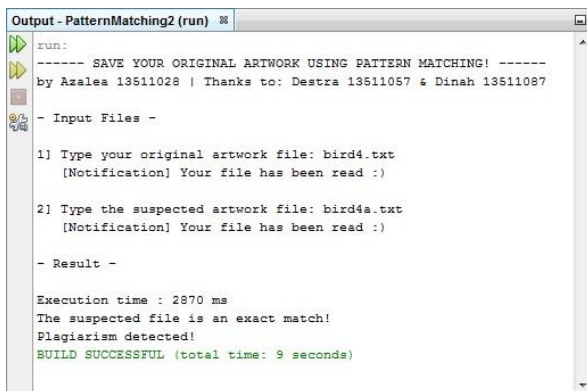 Output - PatternMatching2 (run)
run:
------ SAVE YOUR ORIGINAL ARTWORK USING PATTERN MATCHING! ------
by Azalea 13511028 | Thanks to: Destra 13511057 & Dinah 13511087
- Input Files -
1] Type your original artwork file: bird4.txt
[Notification] Your file has been read :)
2] Type the suspected artwork file: bird4a.txt
[Notification] Your file has been read :)
- Result -
Execution time : 2870 ms
The suspected file is an exact match!
Plagiarism detected!
BUILD SUCCESSFUL (total time: 9 seconds)